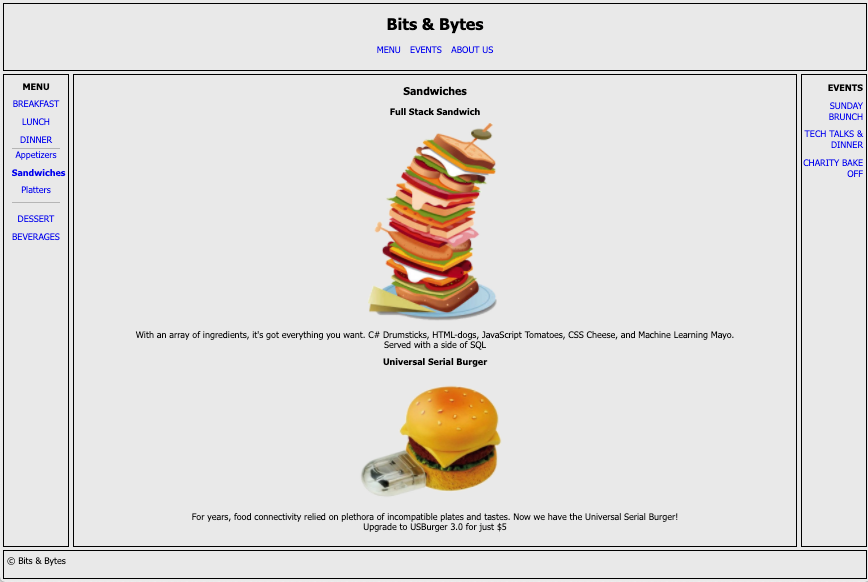 Bits & Bytes
MENU EVENTS ABOUT US
MENU
BREAKFAST
LUNCH
DINNER
Appetizers
Sandwiches
Platters
DESSERT
BEVERAGES
Sandwiches
Full Stack Sandwich
With an array of ingredients, it's got everything you want. C# Drumsticks, HTML-dogs, JavaScript Tomatoes, CSS Cheese, and Machine Learning Mayo.
Served with a side of SQL
Universal Serial Burger
For years, food connectivity relied on plethora of incompatible plates and tastes. Now we have the Universal Serial Burger!
Upgrade to USBurger 3.0 for just $5
EVENTS
SUNDAY
BRUNCH
TECH TALKS &
DINNER
CHARITY BAKE
OFF
© Bits & Bytes